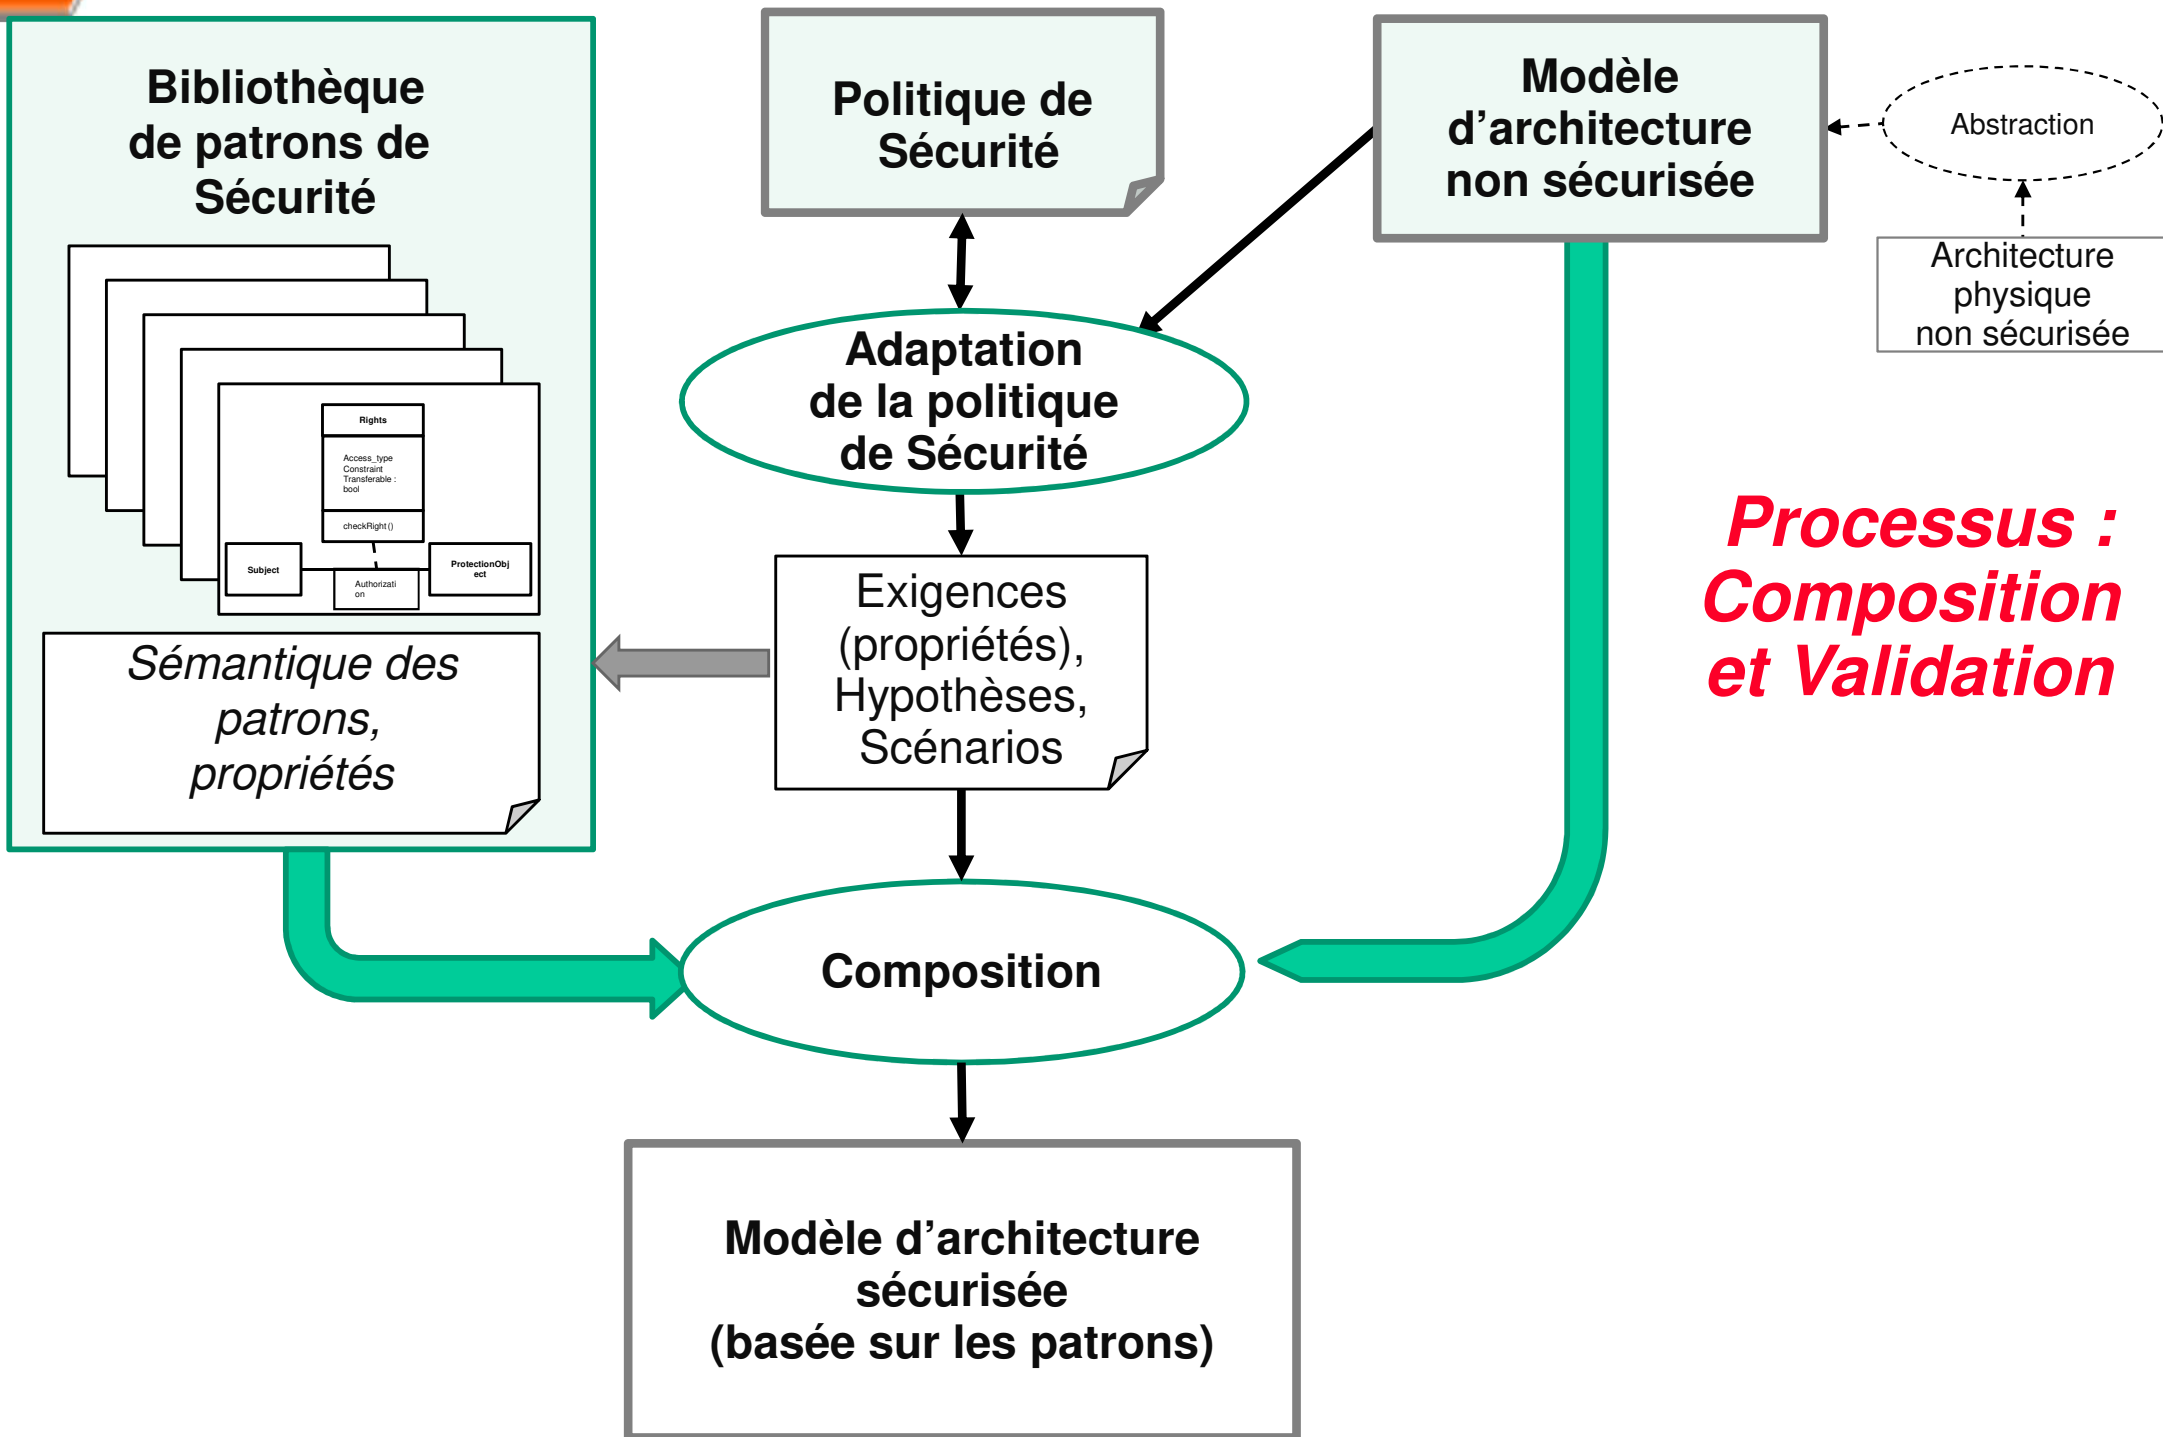 Bibliothèque
de patrons de
Sécurité
Rights
Access_type
Constraint
Transferable :
bool
checkRight()
Subject
Authorizati
on
ProtectionObj
ect
Sémantique des
patrons,
propriétés
Politique de
Sécurité
Adaptation
de la politique
de Sécurité
Exigences
(propriétés),
Hypothèses,
Scénarios
Composition
Modèle d’architecture
sécurisée
(basée sur les patrons)
Modèle
d’architecture
non sécurisée
Abstraction
Architecture
physique
non sécurisée
Processus :
Composition
et Validation